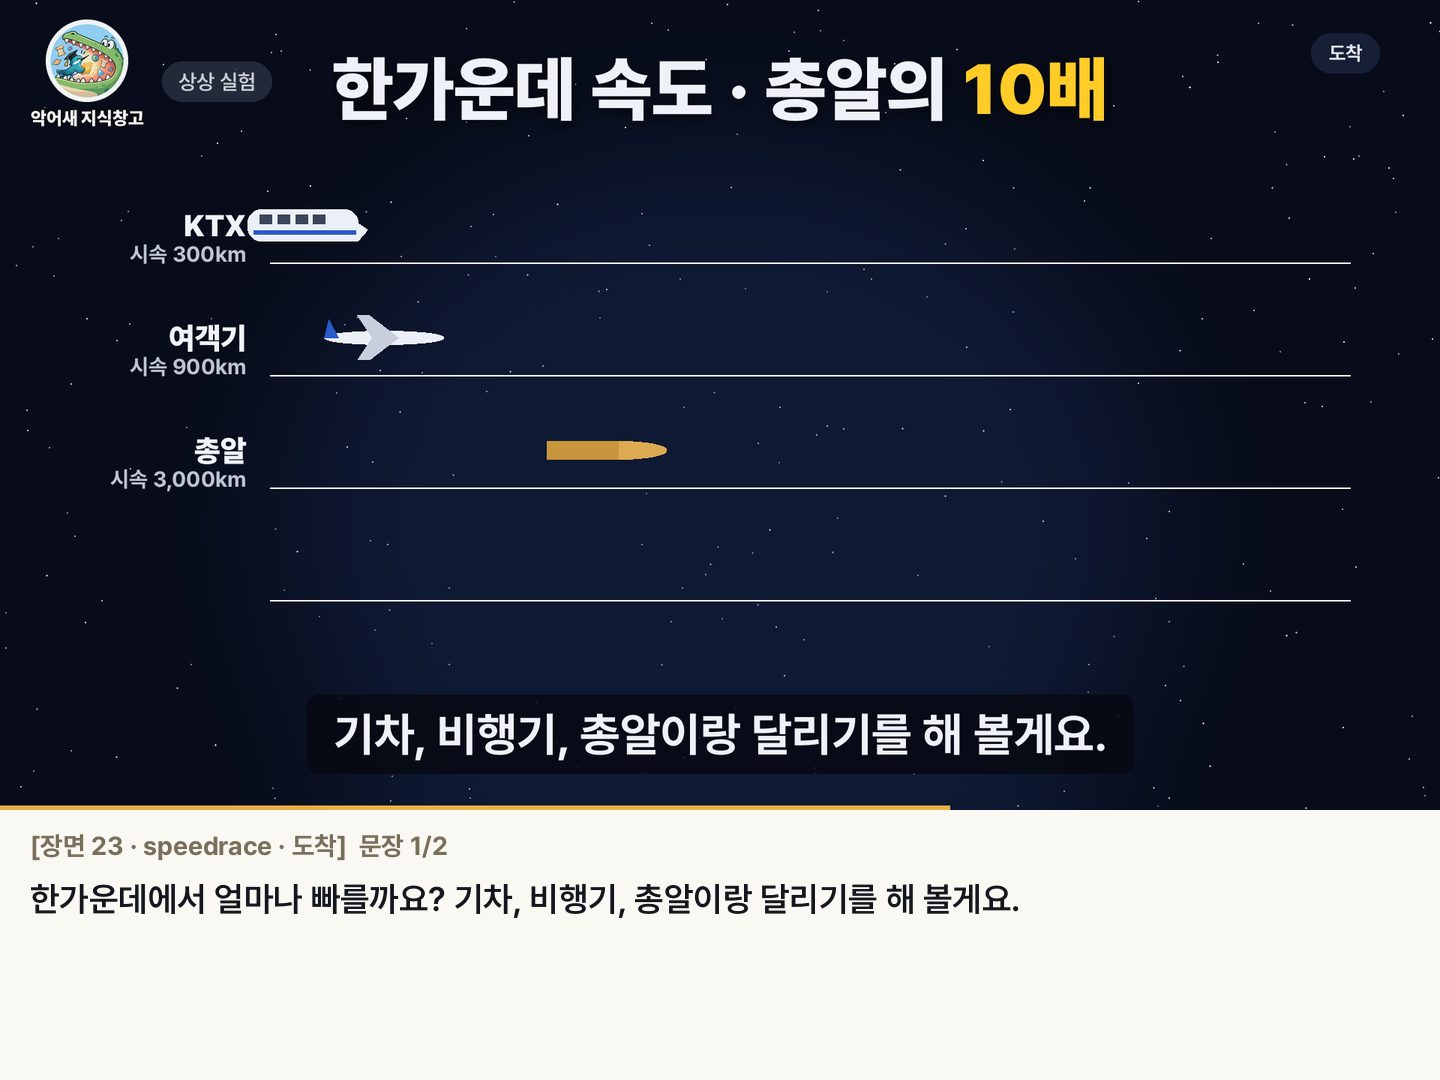 악어새 지식창고
상상 실험
한가운데 속도 · 총알의 10배
도착
KTX
시속 300km
여객기
시속 900km
총알
시속 3,000km
기차, 비행기, 총알이랑 달리기를 해 볼게요.
[장면 23 · speedrace · 도착] 문장 1/2
한가운데에서 얼마나 빠를까요? 기차, 비행기, 총알이랑 달리기를 해 볼게요.